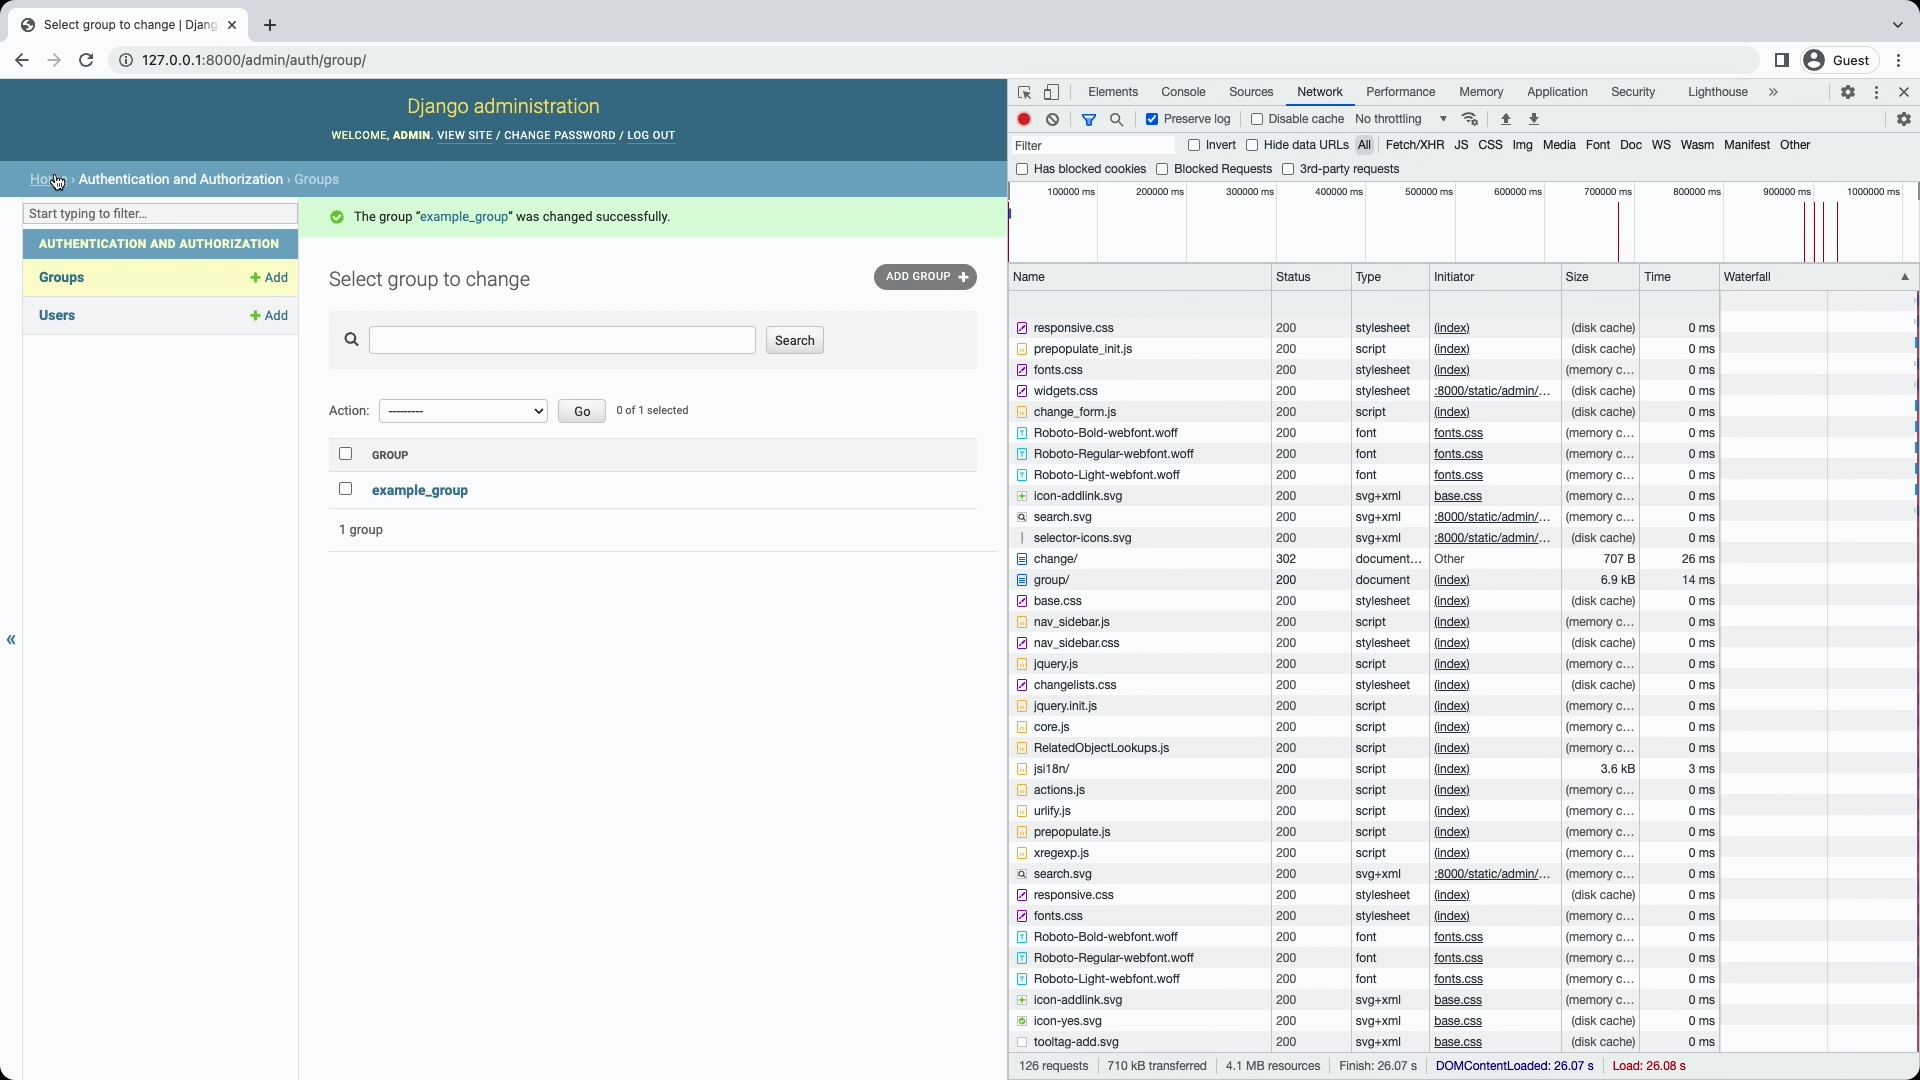 Select group to change | Djang
127.0.0.1:8000/admin/auth/group/
Guest
Django administration
WELCOME, ADMIN. VIEW SITE / CHANGE PASSWORD / LOG OUT
› Authentication and Authorization › Groups
Start typing to filter...
AUTHENTICATION AND AUTHORIZATION
Groups + Add
Users + Add
«
The group “example_group” was changed successfully.
Select group to change
ADD GROUP +
Search
Action: --------- Go 0 of 1 selected
GROUP
example_group
1 group
Elements Console Sources Network Performance Memory Application Security Lighthouse »
Preserve log Disable cache No throttling
Filter Invert Hide data URLs All Fetch/XHR JS CSS Img Media Font Doc WS Wasm Manifest Other
Has blocked cookies Blocked Requests 3rd-party requests
100000 ms 200000 ms 300000 ms 400000 ms 500000 ms 600000 ms 700000 ms 800000 ms 900000 ms 1000000 ms
Name Status Type Initiator Size Time Waterfall
responsive.css 200 stylesheet (index) (disk cache) 0 ms
prepopulate_init.js 200 script (index) (disk cache) 0 ms
fonts.css 200 stylesheet (index) (memory c... 0 ms
widgets.css 200 stylesheet :8000/static/admin/... (disk cache) 0 ms
change_form.js 200 script (index) (disk cache) 0 ms
Roboto-Bold-webfont.woff 200 font fonts.css (memory c... 0 ms
Roboto-Regular-webfont.woff 200 font fonts.css (memory c... 0 ms
Roboto-Light-webfont.woff 200 font fonts.css (memory c... 0 ms
icon-addlink.svg 200 svg+xml base.css (memory c... 0 ms
search.svg 200 svg+xml :8000/static/admin/... (memory c... 0 ms
selector-icons.svg 200 svg+xml :8000/static/admin/... (disk cache) 0 ms
change/ 302 document... Other 707 B 26 ms
group/ 200 document (index) 6.9 kB 14 ms
base.css 200 stylesheet (index) (disk cache) 0 ms
nav_sidebar.js 200 script (index) (memory c... 0 ms
nav_sidebar.css 200 stylesheet (index) (disk cache) 0 ms
jquery.js 200 script (index) (memory c... 0 ms
changelists.css 200 stylesheet (index) (disk cache) 0 ms
jquery.init.js 200 script (index) (memory c... 0 ms
core.js 200 script (index) (memory c... 0 ms
RelatedObjectLookups.js 200 script (index) (memory c... 0 ms
jsi18n/ 200 script (index) 3.6 kB 3 ms
actions.js 200 script (index) (memory c... 0 ms
urlify.js 200 script (index) (memory c... 0 ms
prepopulate.js 200 script (index) (memory c... 0 ms
xregexp.js 200 script (index) (memory c... 0 ms
search.svg 200 svg+xml :8000/static/admin/... (memory c... 0 ms
responsive.css 200 stylesheet (index) (disk cache) 0 ms
fonts.css 200 stylesheet (index) (memory c... 0 ms
Roboto-Bold-webfont.woff 200 font fonts.css (memory c... 0 ms
Roboto-Regular-webfont.woff 200 font fonts.css (memory c... 0 ms
Roboto-Light-webfont.woff 200 font fonts.css (memory c... 0 ms
icon-addlink.svg 200 svg+xml base.css (memory c... 0 ms
icon-yes.svg 200 svg+xml base.css (disk cache) 0 ms
tooltag-add.svg 200 svg+xml base.css (disk cache) 0 ms
126 requests 710 kB transferred 4.1 MB resources Finish: 26.07 s DOMContentLoaded: 26.07 s Load: 26.08 s